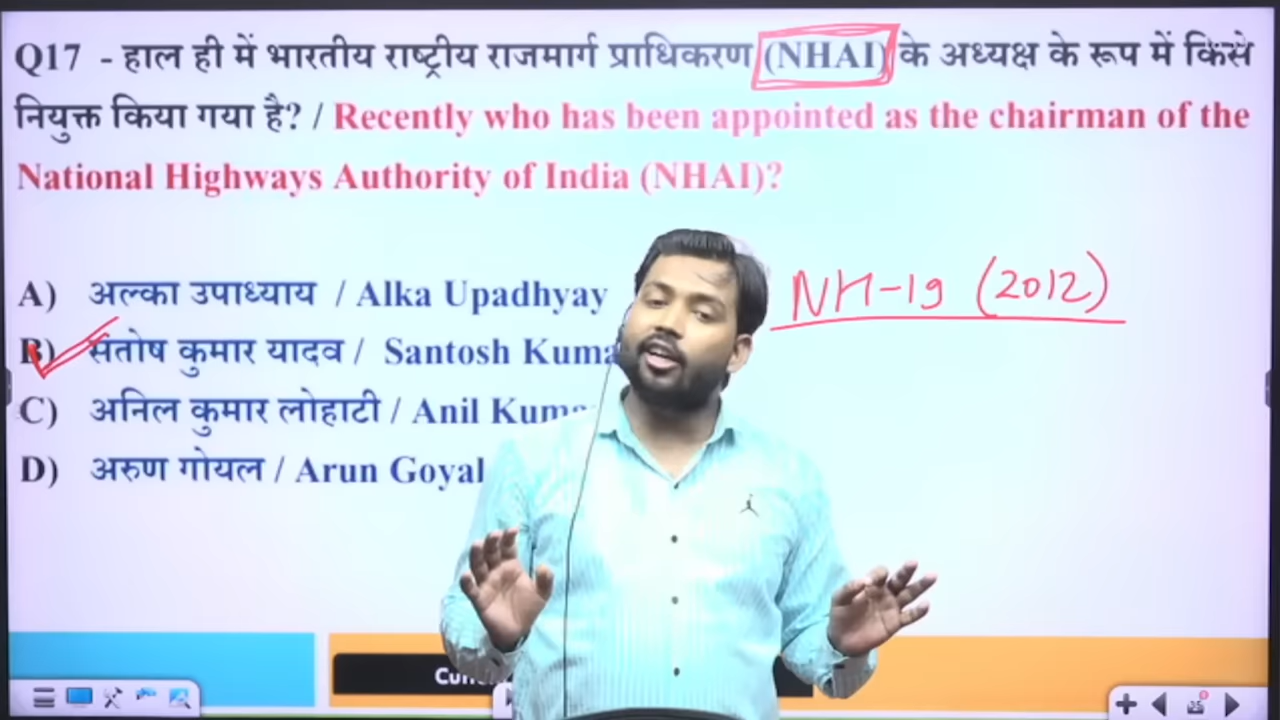 Q17 - हाल ही में भारतीय राष्ट्रीय राजमार्ग प्राधिकरण (NHAI) के अध्यक्ष के रूप में किसे
नियुक्त किया गया है? / Recently who has been appointed as the chairman of the
National Highways Authority of India (NHAI)?
A) अल्का उपाध्याय / Alka Upadhyay
NH-19 (2012)
B) संतोष कुमार यादव / Santosh
C) अनिल कुमार लोहाटी / Anil
D) अरुण गोयल / Arun Goyal